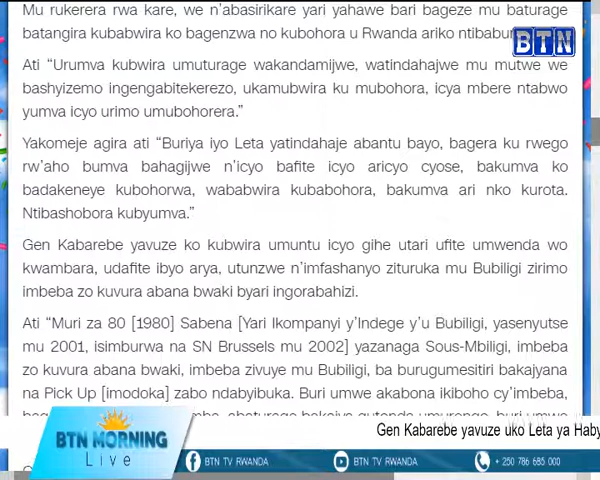 Mu rukerera rwa kare, we n’abasirikare yari yahawe bari bageze mu baturage
batangira kubabwira ko bagenzwa no kubohora u Rwanda ariko
BTN
Ati “Urumva kubwira umuturage wakandamijwe, watindahajwe mu mutwe we
bashyizemo ingengabitekerezo, ukamubwira ku mubohora, icya mbere ntabwo
yumva icyo urimo umubohorera.”
Yakomeje agira ati “Buriya iyo Leta yatindahaje abantu bayo, bagera ku rwego
rw’aho bumva bahagijwe n’icyo bafite icyo aricyo cyose, bakumva ko
badakeneye kubohorwa, wababwira kubabohora, bakumva ari nko kurota.
Ntibashobora kubyumva.”
Gen Kabarebe yavuze ko kubwira umuntu icyo gihe utari ufite umwenda wo
kwambara, udafite ibyo arya, utunzwe n’imfashanyo zituruka mu Bubiligi zirimo
imbeba zo kuvura abana bwaki byari ingorabahizi.
Ati “Muri za 80 [1980] Sabena [Yari Ikompanyi y’Indege y’u Bubiligi, yasenyutse
mu 2001, isimburwa na SN Brussels mu 2002] yazanaga Sous-Mbiligi, imbeba
zo kuvura abana bwaki, imbeba zivuye mu Bubiligi, ba burugumesitiri bakajyana
na Pick Up [imodoka] zabo ndabyibuka. Buri umwe akabona ikiboho cy’imbeba,
Gen Kabarebe yavuze uko Leta ya Haby
BTN MORNING
Live
BTN TV RWANDA
BTN TV RWANDA
+ 250 786 685 000